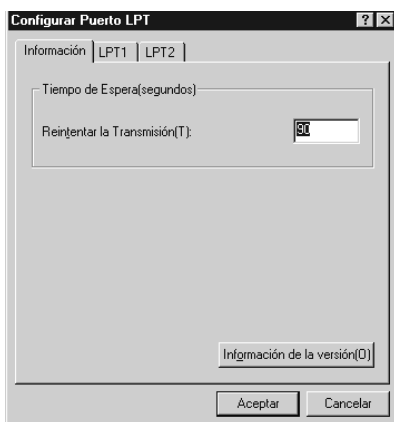 Configurar Puerto LPT
Información LPT1 LPT2
Tiempo de Espera(segundos)
Reintentar la Transmisión(T): 90
Información de la versión(O)
Aceptar Cancelar